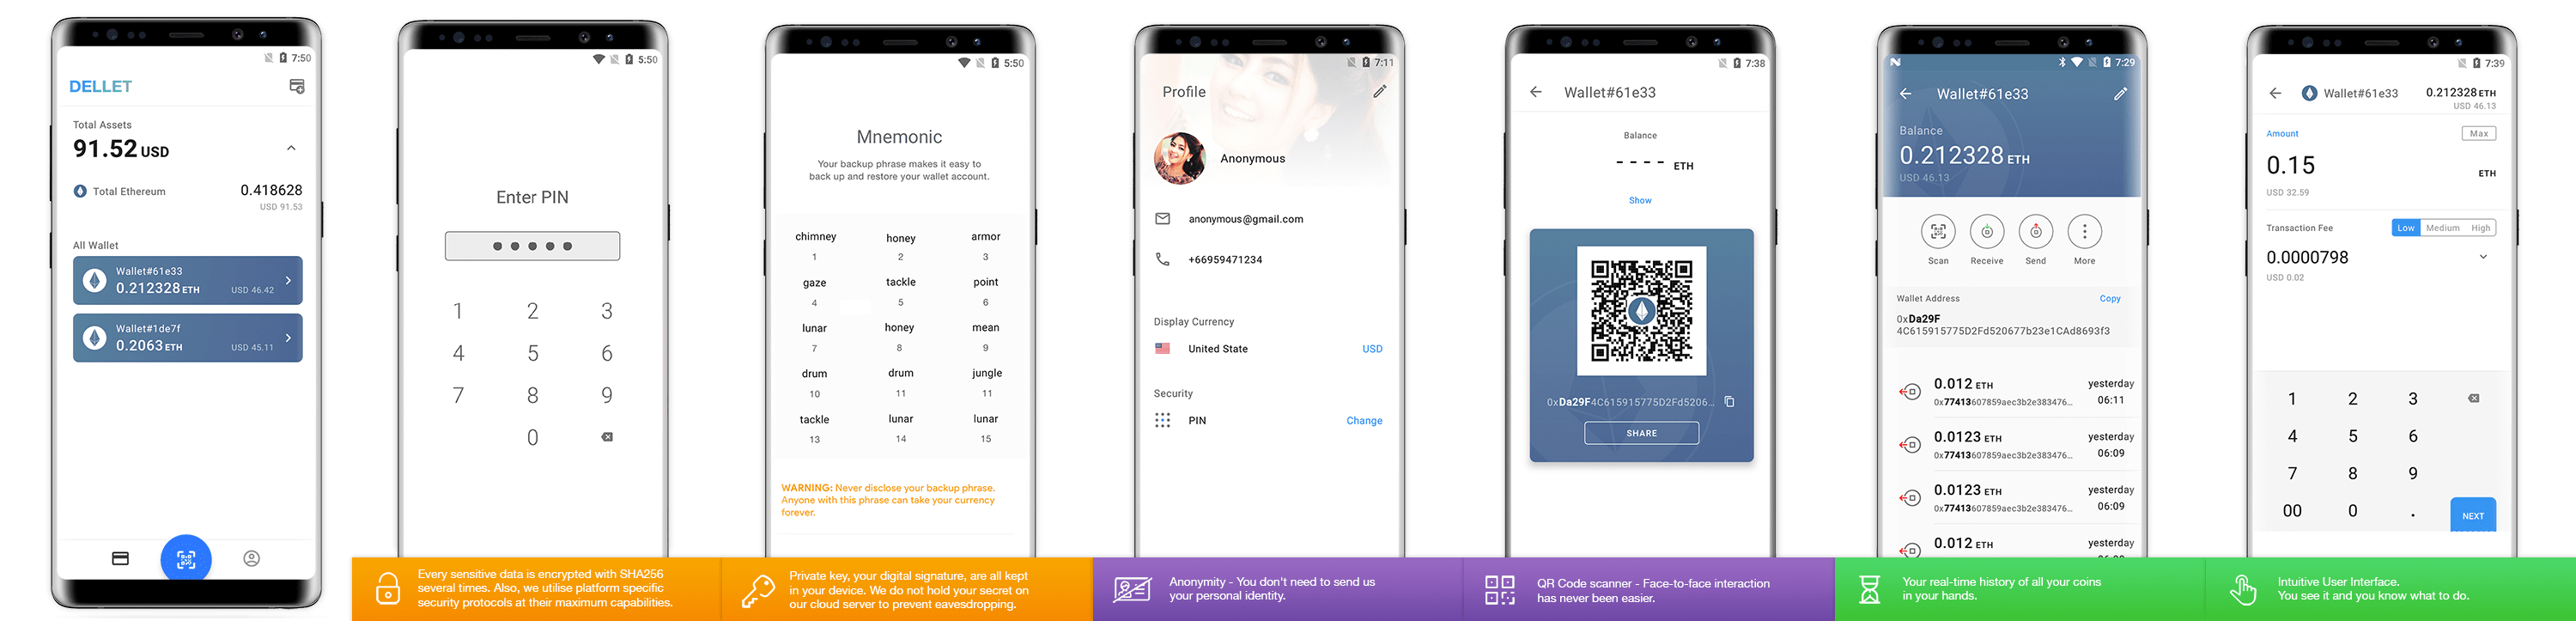 7:50
DELLET
Total Assets
91.52 USD
Total Ethereum 0.418628
USD 91.53
All Wallet
Wallet#61e33
0.212328 ETH USD 46.42
Wallet#1de7f
0.2063 ETH USD 45.11
5:50
Enter PIN
1 2 3
4 5 6
7 8 9
0
Every sensitive data is encrypted with SHA256
several times. Also, we utilise platform specific
security protocols at their maximum capabilities.
5:50
Mnemonic
Your backup phrase makes it easy to
back up and restore your wallet account.
chimney honey armor
1 2 3
gaze tackle point
4 5 6
lunar honey mean
7 8 9
drum drum jungle
10 11 11
tackle lunar lunar
13 14 15
WARNING: Never disclose your backup phrase.
Anyone with this phrase can take your currency
forever.
Private key, your digital signature, are all kept
in your device. We do not hold your secret on
our cloud server to prevent eavesdropping.
7:11
Profile
Anonymous
anonymous@gmail.com
+66959471234
Display Currency
United State USD
Security
PIN Change
Anonymity - You don't need to send us
your personal identity.
7:38
Wallet#61e33
Balance
---- ETH
Show
0xDa29F4C615915775D2Fd5206...
SHARE
QR Code scanner - Face-to-face interaction
has never been easier.
7:29
Wallet#61e33
Balance
0.212328 ETH
USD 46.13
Scan Receive Send More
Wallet Address Copy
0xDa29F
4C615915775D2Fd520677b23e1CAd8693f3
0.012 ETH yesterday
0x77413607859aec3b2e383476... 06:11
0.0123 ETH yesterday
0x77413607859aec3b2e383476... 06:09
0.0123 ETH yesterday
0x77413607859aec3b2e383476... 06:09
0.012 ETH yesterday
Your real-time history of all your coins
in your hands.
7:39
Wallet#61e33 0.212328 ETH
USD 46.13
Amount Max
0.15 ETH
USD 32.59
Transaction Fee Low Medium High
0.0000798
USD 0.02
1 2 3
4 5 6
7 8 9
00 0 .
NEXT
Intuitive User Interface.
You see it and you know what to do.